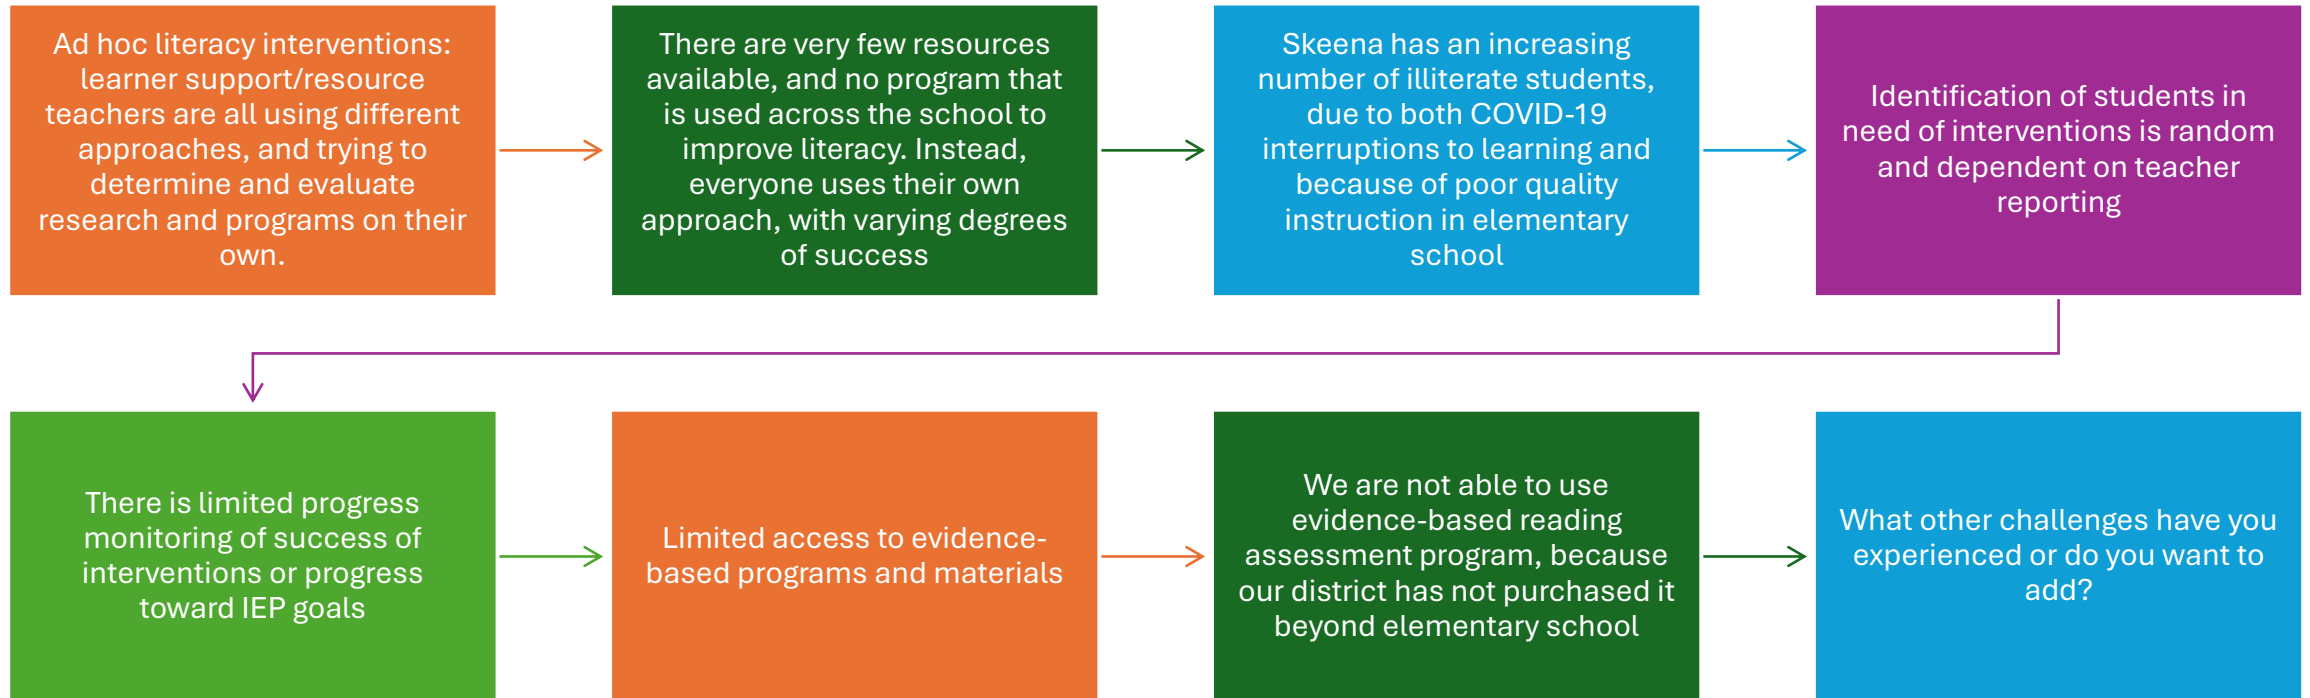 Ad hoc literacy interventions:
learner support/resource
teachers are all using different
approaches, and trying to
determine and evaluate
research and programs on their
own.
There are very few resources
available, and no program that
is used across the school to
improve literacy. Instead,
everyone uses their own
approach, with varying degrees
of success
Skeena has an increasing
number of illiterate students,
due to both COVID-19
interruptions to learning and
because of poor quality
instruction in elementary
school
Identification of students in
need of interventions is random
and dependent on teacher
reporting
There is limited progress
monitoring of success of
interventions or progress
toward IEP goals
Limited access to evidence-
based programs and materials
We are not able to use
evidence-based reading
assessment program, because
our district has not purchased it
beyond elementary school
What other challenges have you
experienced or do you want to
add?